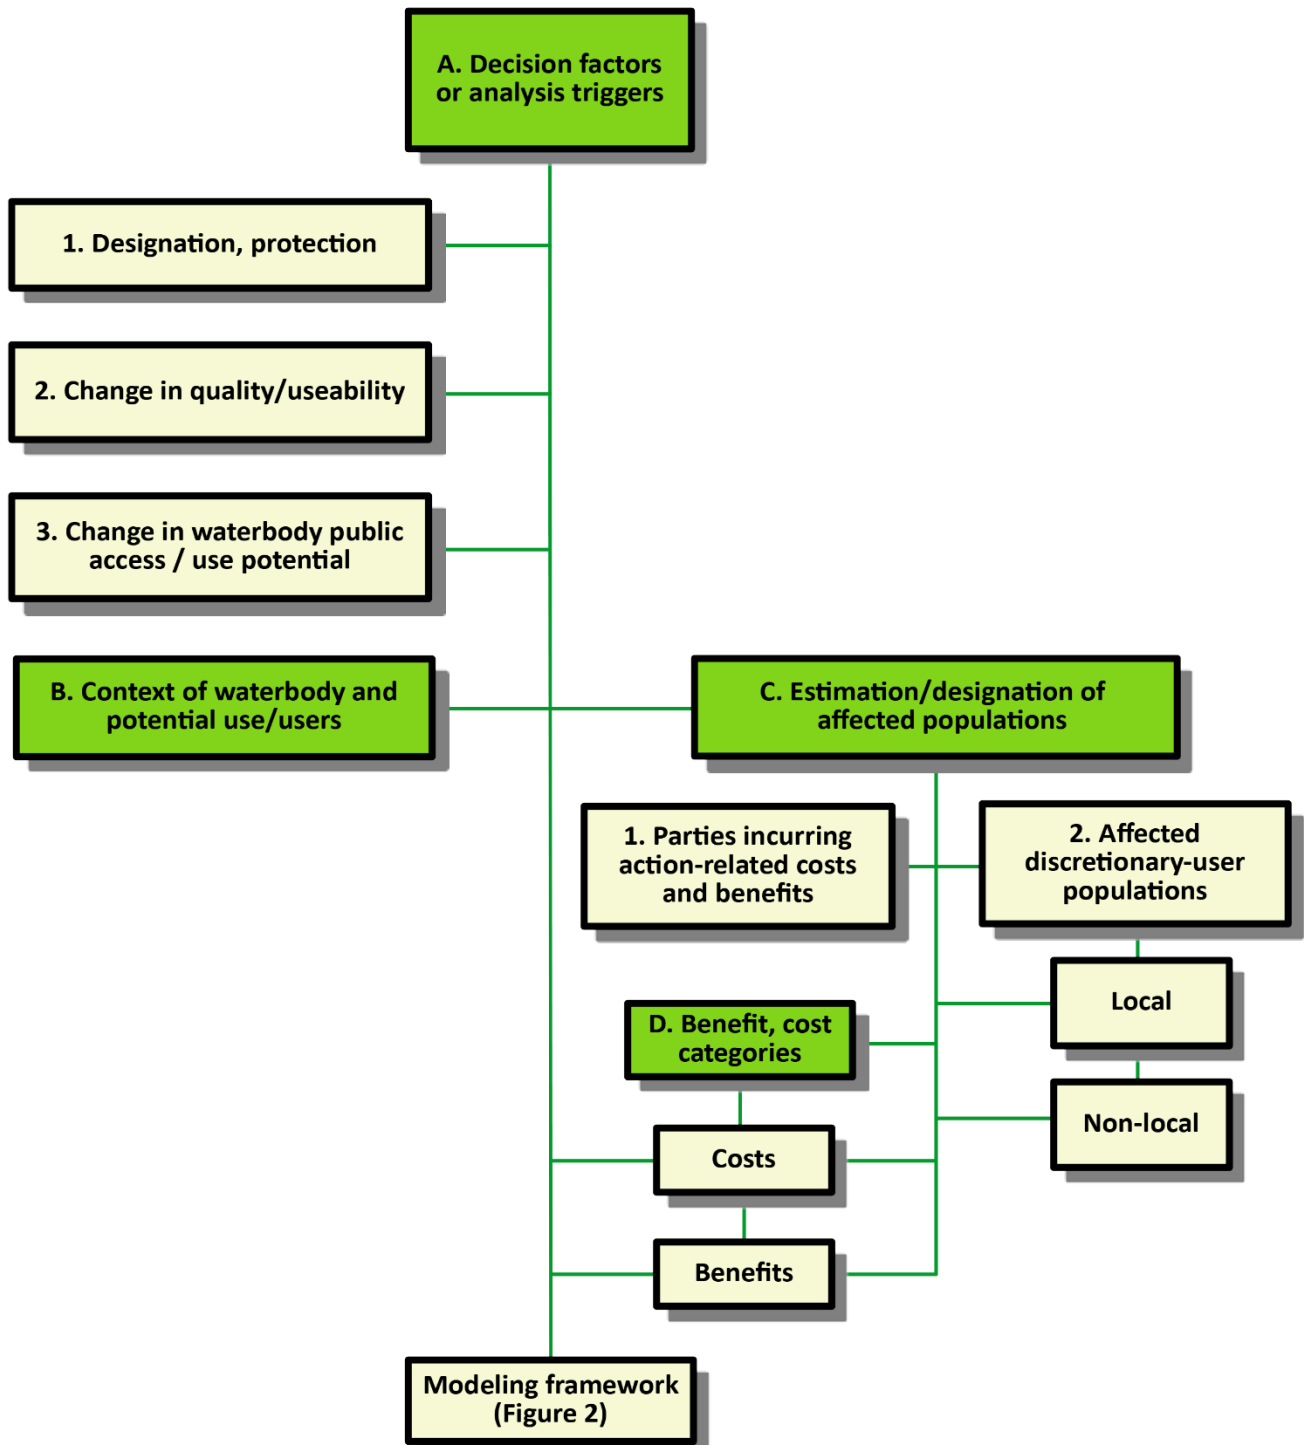 A. Decision factors
or analysis triggers
1. Designation, protection
2. Change in quality/useability
3. Change in waterbody public
access / use potential
B. Context of waterbody and
potential use/users
C. Estimation/designation of
affected populations
1. Parties incurring
action-related costs
and benefits
2. Affected
discretionary-user
populations
Local
Non-local
D. Benefit, cost
categories
Costs
Benefits
Modeling framework
(Figure 2)